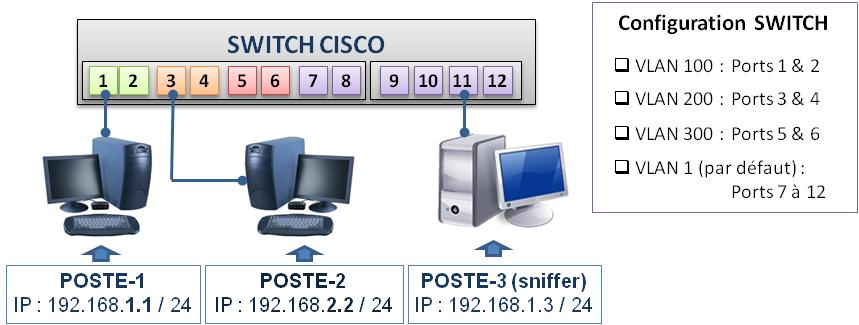 SWITCH CISCO
1 2 3 4 5 6 7 8 9 10 11 12
POSTE-1
IP : 192.168.1.1 / 24
POSTE-2
IP : 192.168.2.2 / 24
POSTE-3 (sniffer)
IP : 192.168.1.3 / 24
Configuration SWITCH
VLAN 100 : Ports 1 & 2
VLAN 200 : Ports 3 & 4
VLAN 300 : Ports 5 & 6
VLAN 1 (par défaut) :
Ports 7 à 12